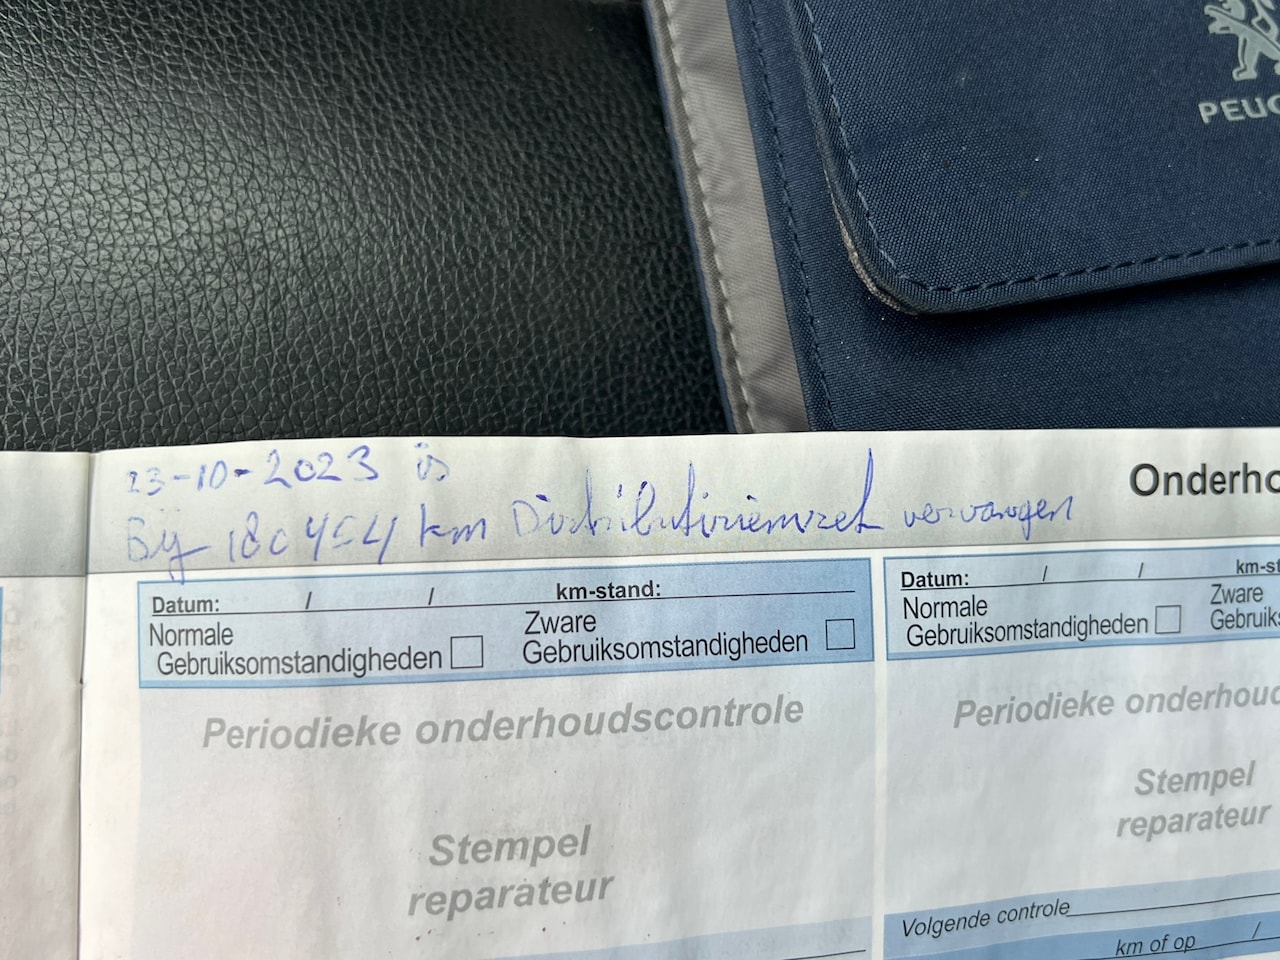 PEUG
23-10-2023 is
Bij 180454 km Distributieriemset vervangen
Onderho
Datum: / / km-stand:
Normale Gebruiksomstandigheden
Zware Gebruiksomstandigheden
Periodieke onderhoudscontrole
Stempel
reparateur
Datum: / / km-st
Normale Gebruiksomstandigheden
Zware Gebruiks
Periodieke onderhoud
Stempel
reparateur
Volgende controle
km of op /